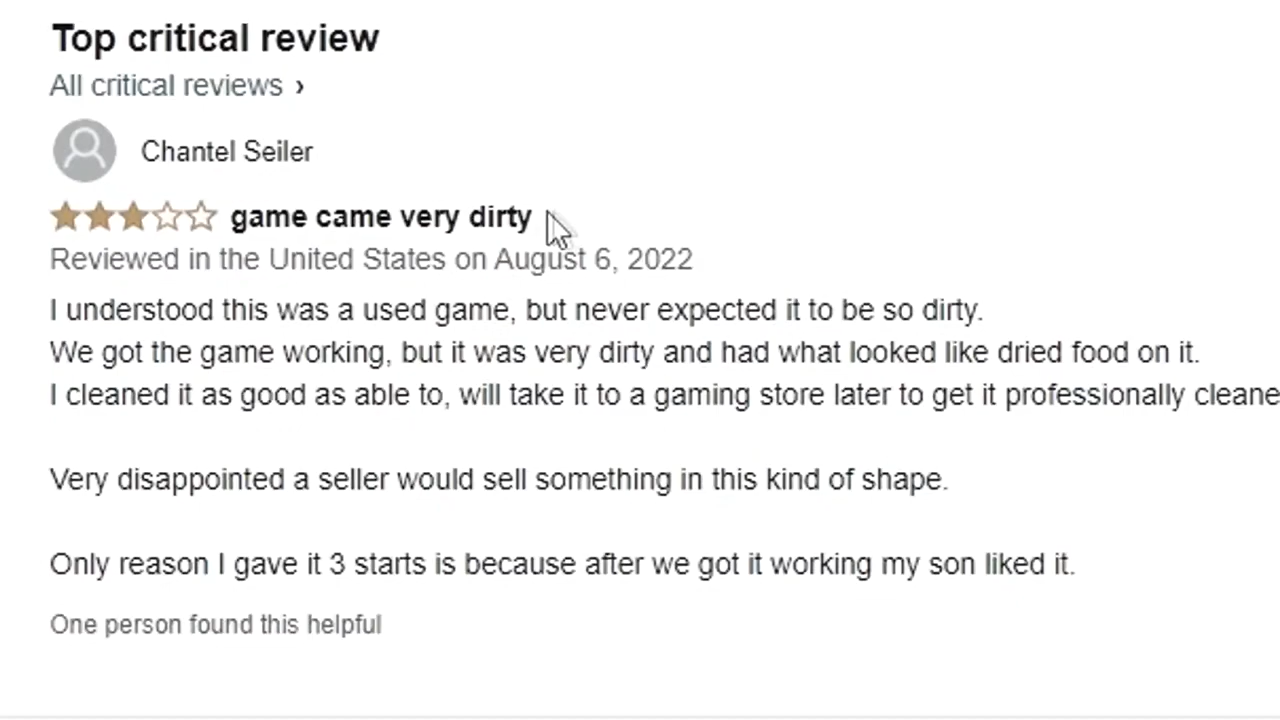 Top critical review
All critical reviews ›
Chantel Seiler
game came very dirty
Reviewed in the United States on August 6, 2022
I understood this was a used game, but never expected it to be so dirty.
We got the game working, but it was very dirty and had what looked like dried food on it.
I cleaned it as good as able to, will take it to a gaming store later to get it professionally cleane
Very disappointed a seller would sell something in this kind of shape.
Only reason I gave it 3 starts is because after we got it working my son liked it.
One person found this helpful